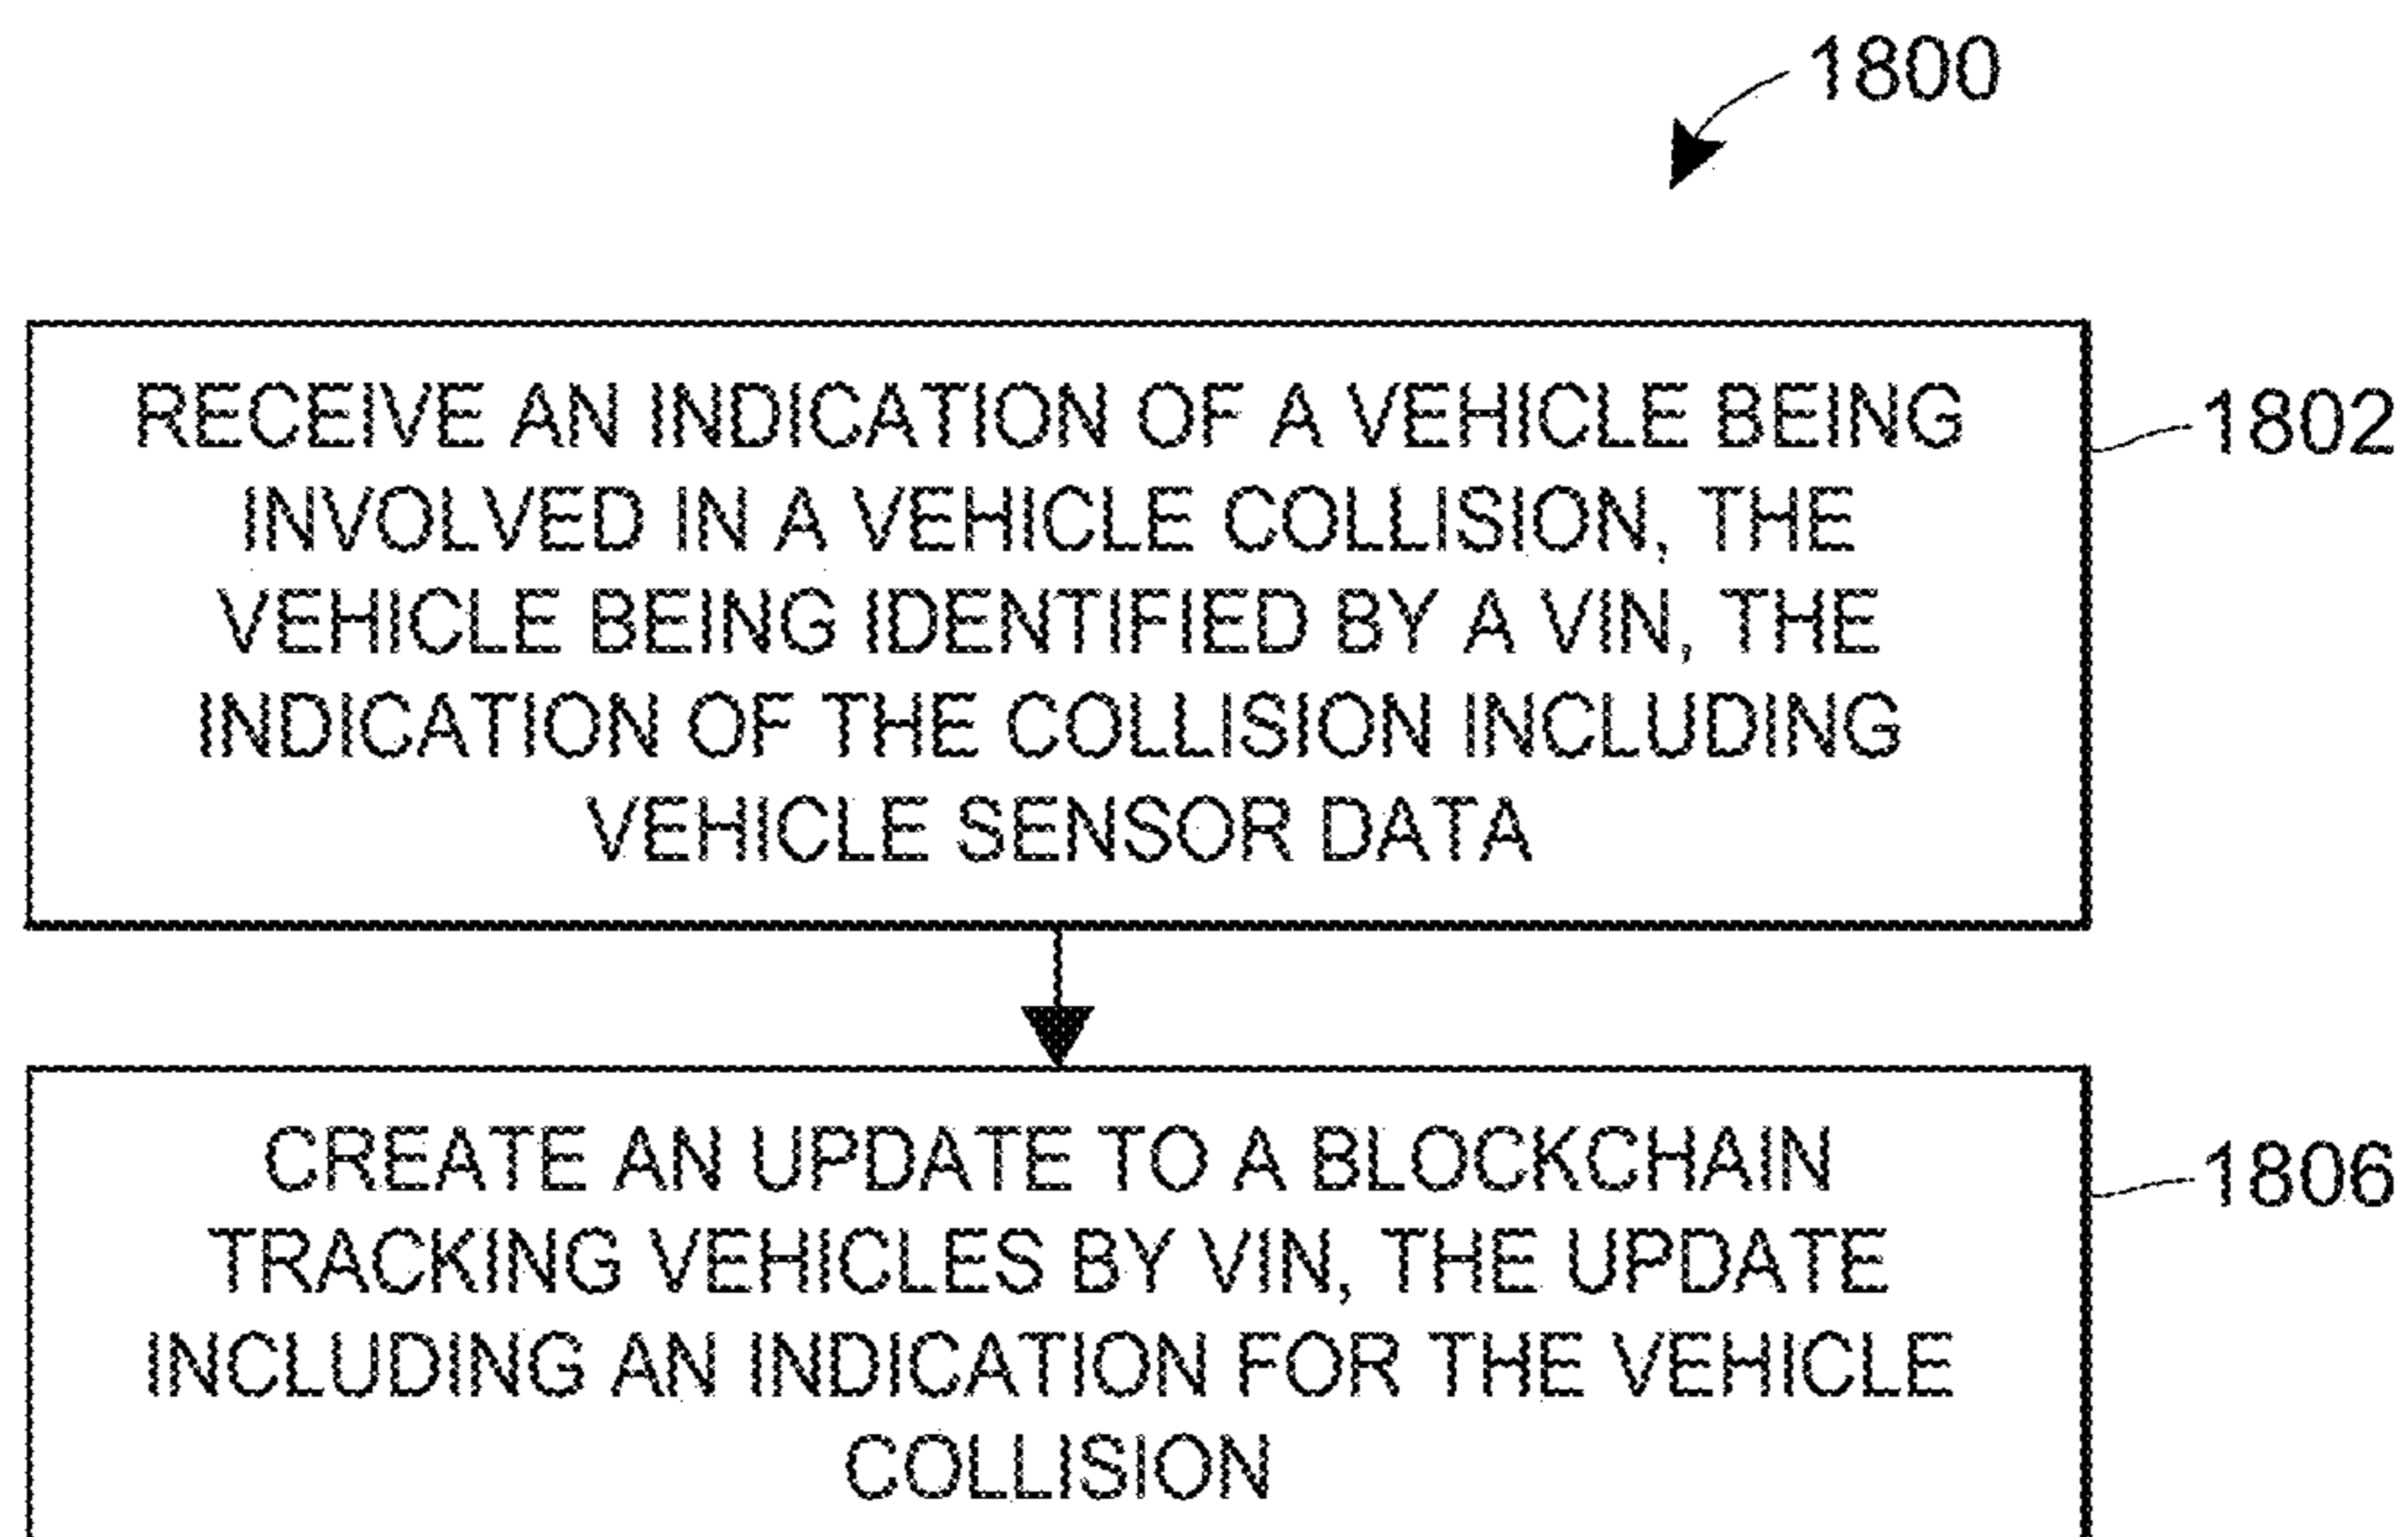 1800
RECEIVE AN INDICATION OF A VEHICLE BEING
INVOLVED IN A VEHICLE COLLISION, THE
VEHICLE BEING IDENTIFIED BY A VIN, THE
INDICATION OF THE COLLISION INCLUDING
VEHICLE SENSOR DATA
1802
CREATE AN UPDATE TO A BLOCKCHAIN
TRACKING VEHICLES BY VIN, THE UPDATE
INCLUDING AN INDICATION FOR THE VEHICLE
COLLISION
1806